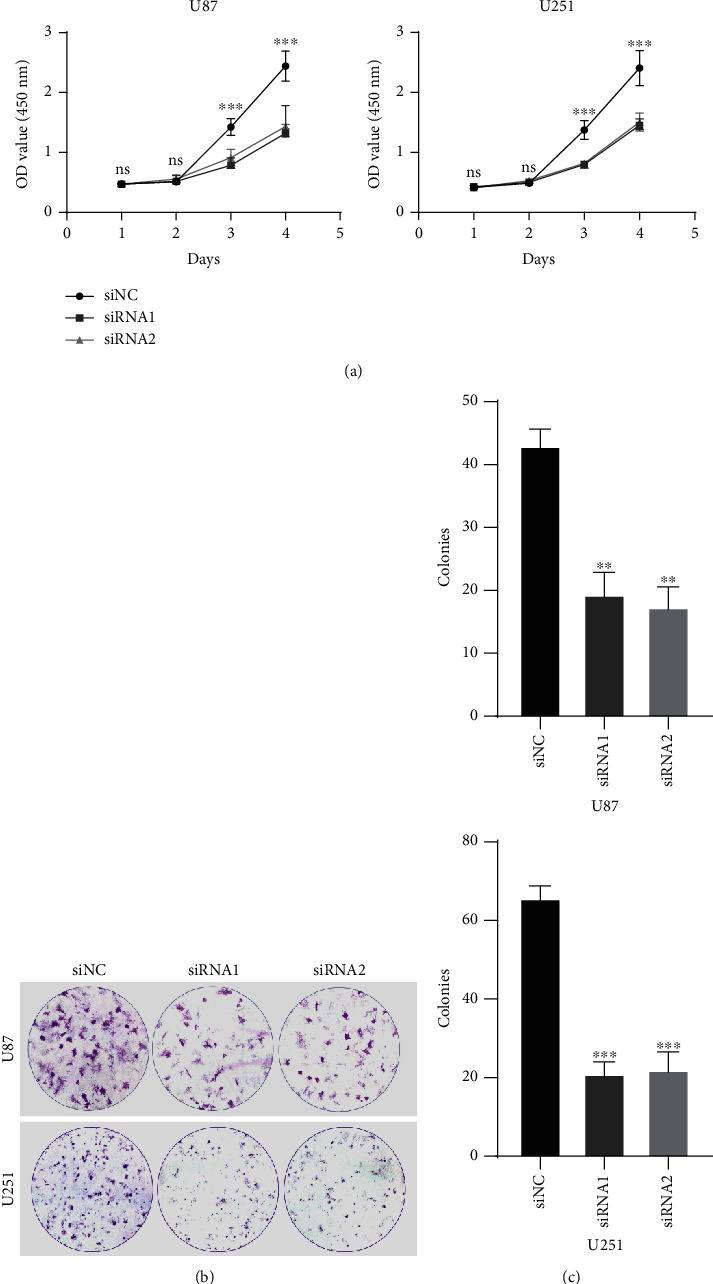 U87
U251
OD value (450 nm)
3
2
1
0
ns
ns
***
***
0
1
2
3
4
5
Days
OD value (450 nm)
3
2
1
0
ns
ns
***
***
0
1
2
3
4
5
Days
siNC
siRNA1
siRNA2
(a)
Colonies
50
40
30
20
10
0
**
**
siNC
siRNA1
siRNA2
U87
siNC
siRNA1
siRNA2
U87
U251
(b)
Colonies
80
60
40
20
0
***
***
siNC
siRNA1
siRNA2
U251
(c)